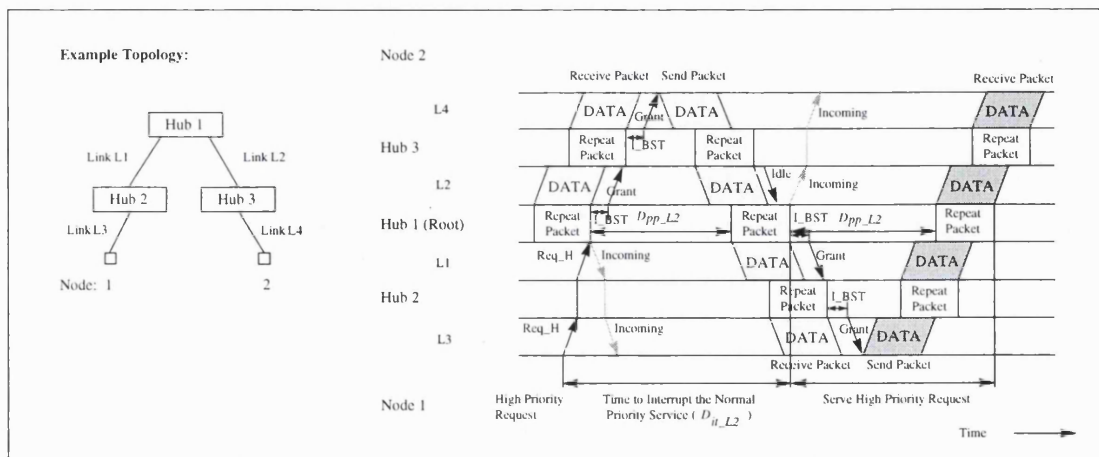 Example Topology:
Hub 1
Link L1
Link L2
Hub 2
Hub 3
Link L3
Link L4
Node: 1
2
Node 2
L4
Hub 3
L2
Hub 1 (Root)
L1
Hub 2
L3
Node 1
Receive Packet
Send Packet
Receive Packet
DATA
Grant
DATA
Incoming
DATA
Repeat
Packet
I_BST
Repeat
Packet
Repeat
Packet
DATA
Grant
DATA
Idle
Incoming
DATA
Repeat
Packet
I_BST
Dpp_L2
Repeat
Packet
I_BST
Dpp_L2
Repeat
Packet
Req_H
Incoming
DATA
Grant
DATA
Repeat
Packet
I_BST
Repeat
Packet
Req_H
Incoming
DATA
Grant
DATA
Receive Packet
Send Packet
High Priority
Request
Time to Interrupt the Normal
Priority Service ( Dit_L2 )
Serve High Priority Request
Time